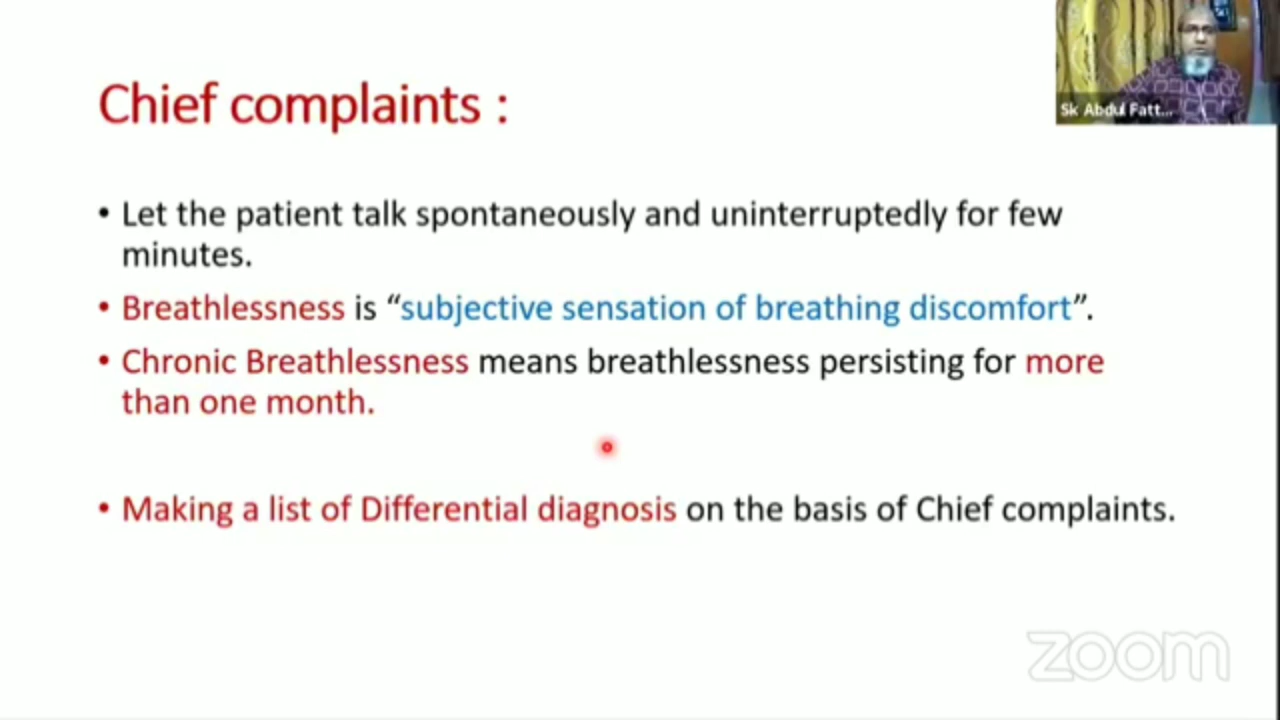 Sk Abdul Fatt...
Chief complaints :
• Let the patient talk spontaneously and uninterruptedly for few
minutes.
• Breathlessness is “subjective sensation of breathing discomfort”.
• Chronic Breathlessness means breathlessness persisting for more
than one month.
• Making a list of Differential diagnosis on the basis of Chief complaints.
zoom